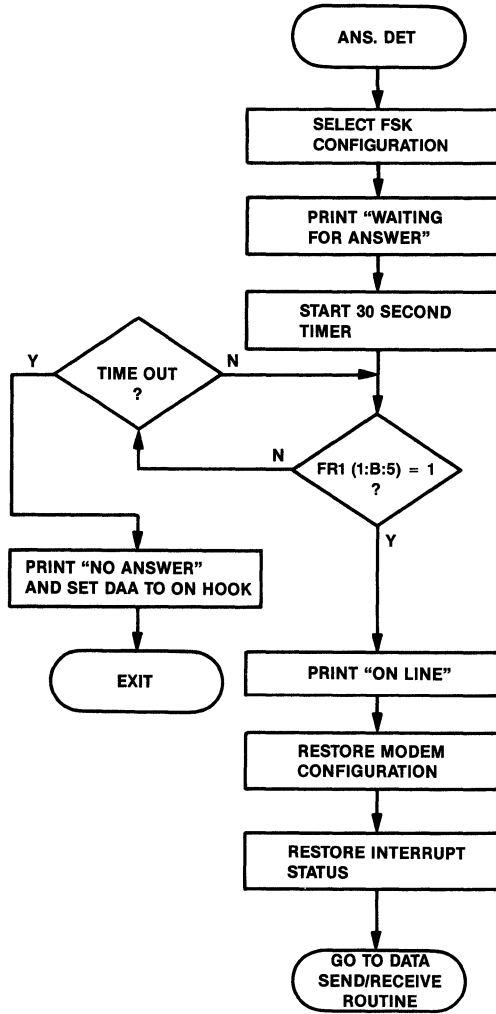 ANS. DET
SELECT FSK
CONFIGURATION
PRINT “WAITING
FOR ANSWER”
START 30 SECOND
TIMER
Y
TIME OUT
?
N
N
FR1 (1:B:5) = 1
?
Y
PRINT “NO ANSWER”
AND SET DAA TO ON HOOK
EXIT
PRINT “ON LINE”
RESTORE MODEM
CONFIGURATION
RESTORE INTERRUPT
STATUS
GO TO DATA
SEND/RECEIVE
ROUTINE